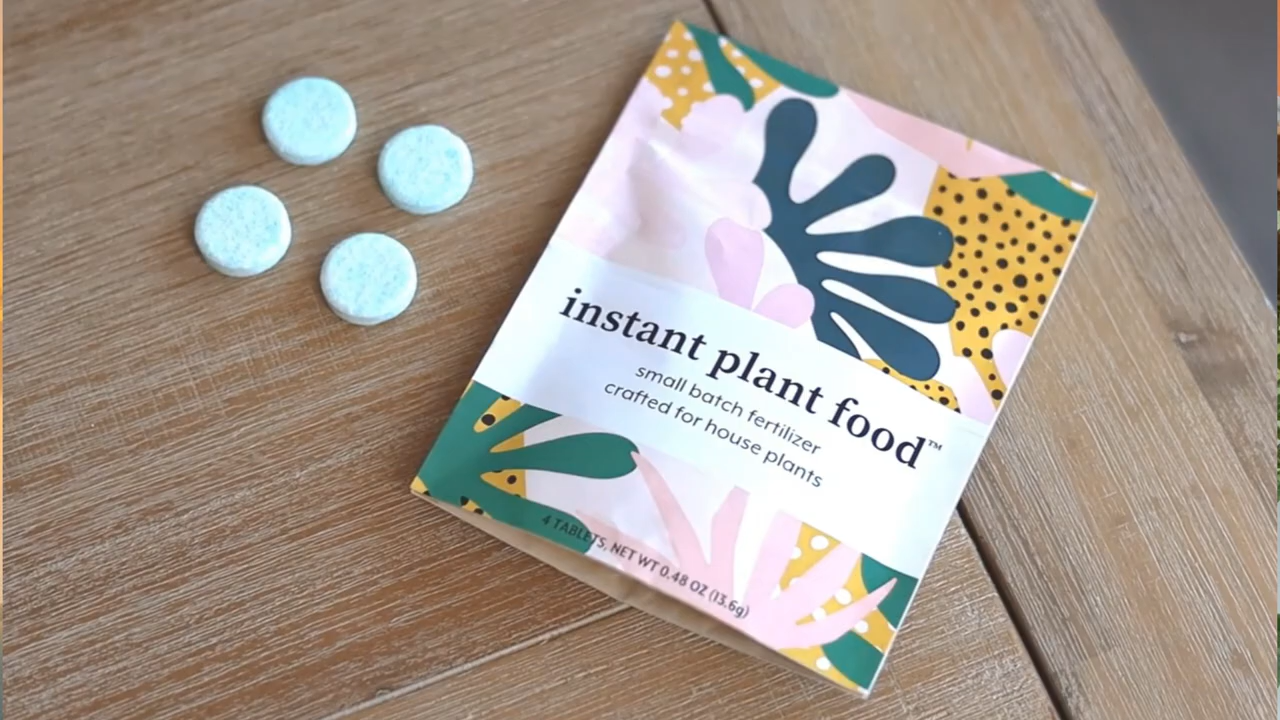 instant plant food™
small batch fertilizer
crafted for house plants
4 TABLETS, NET WT 0.48 OZ (13.6g)